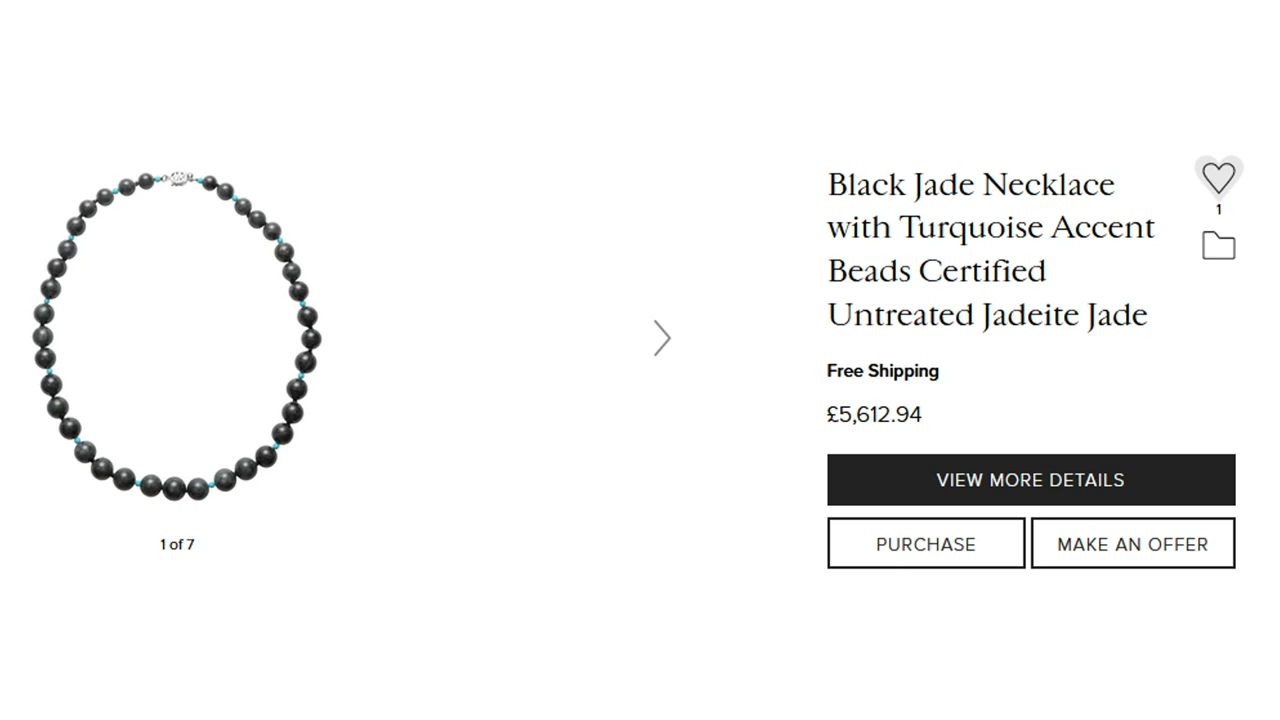 Black Jade Necklace
with Turquoise Accent
Beads Certified
Untreated Jadeite Jade
1
Free Shipping
£5,612.94
VIEW MORE DETAILS
PURCHASE
MAKE AN OFFER
1 of 7